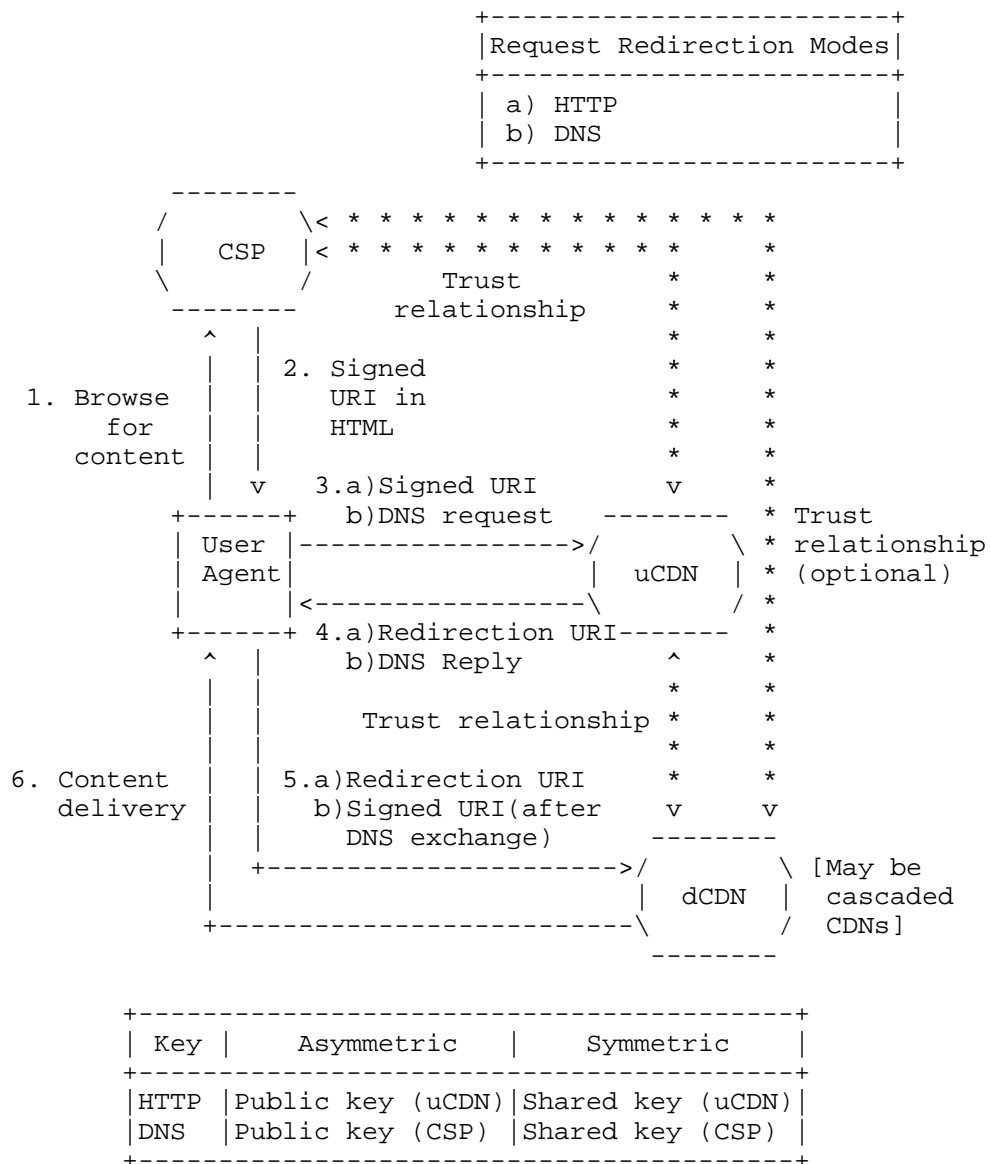 Request Redirection Modes
a) HTTP
b) DNS
CSP
Trust
relationship
2. Signed
URI in
HTML
1. Browse
for
content
3.a)Signed URI
b)DNS request
Trust
relationship
(optional)
User
Agent
uCDN
4.a)Redirection URI
b)DNS Reply
Trust relationship
6. Content
delivery
5.a)Redirection URI
b)Signed URI(after
DNS exchange)
dCDN
[May be
cascaded
CDNs]
Key | Asymmetric | Symmetric
HTTP |Public key (uCDN)|Shared key (uCDN)
DNS |Public key (CSP) |Shared key (CSP)